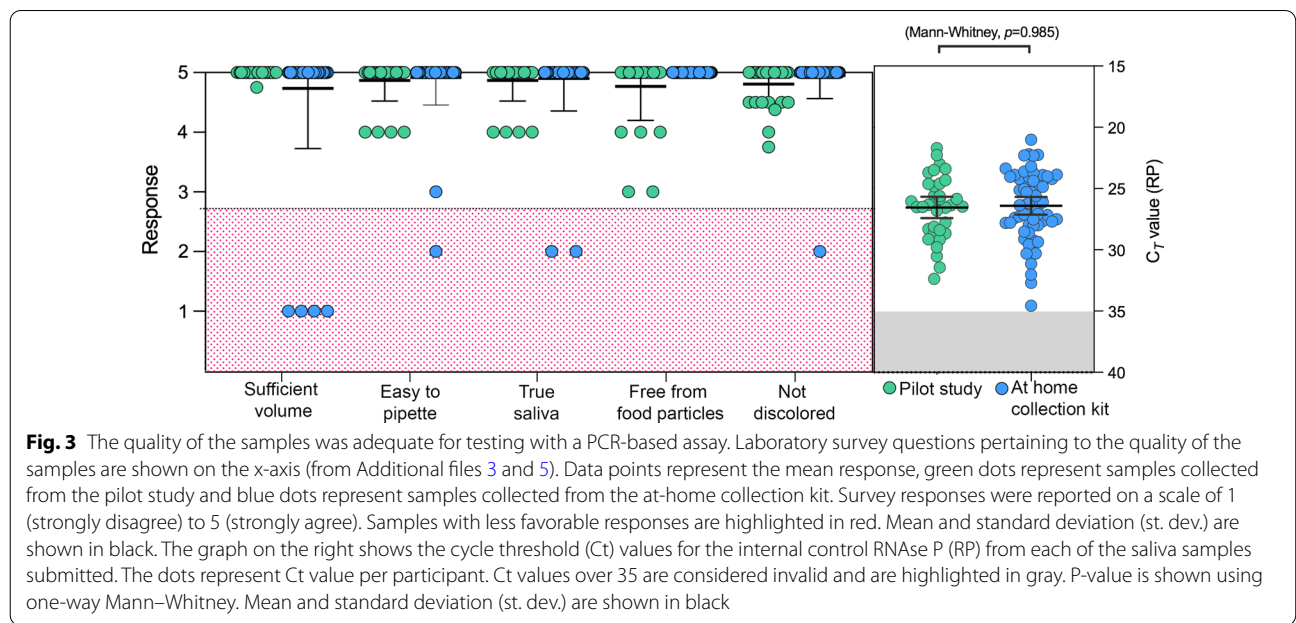 (Mann-Whitney, p=0.985)
5
4
3
2
1
Response
15
20
25
30
35
40
CT value (RP)
Sufficient
volume
Easy to
pipette
True
saliva
Free from
food particles
Not
discolored
Pilot study
At home
collection kit
Fig. 3 The quality of the samples was adequate for testing with a PCR-based assay. Laboratory survey questions pertaining to the quality of the
samples are shown on the x-axis (from Additional files 3 and 5). Data points represent the mean response, green dots represent samples collected
from the pilot study and blue dots represent samples collected from the at-home collection kit. Survey responses were reported on a scale of 1
(strongly disagree) to 5 (strongly agree). Samples with less favorable responses are highlighted in red. Mean and standard deviation (st. dev.) are
shown in black. The graph on the right shows the cycle threshold (Ct) values for the internal control RNAse P (RP) from each of the saliva samples
submitted. The dots represent Ct value per participant. Ct values over 35 are considered invalid and are highlighted in gray. P-value is shown using
one-way Mann–Whitney. Mean and standard deviation (st. dev.) are shown in black